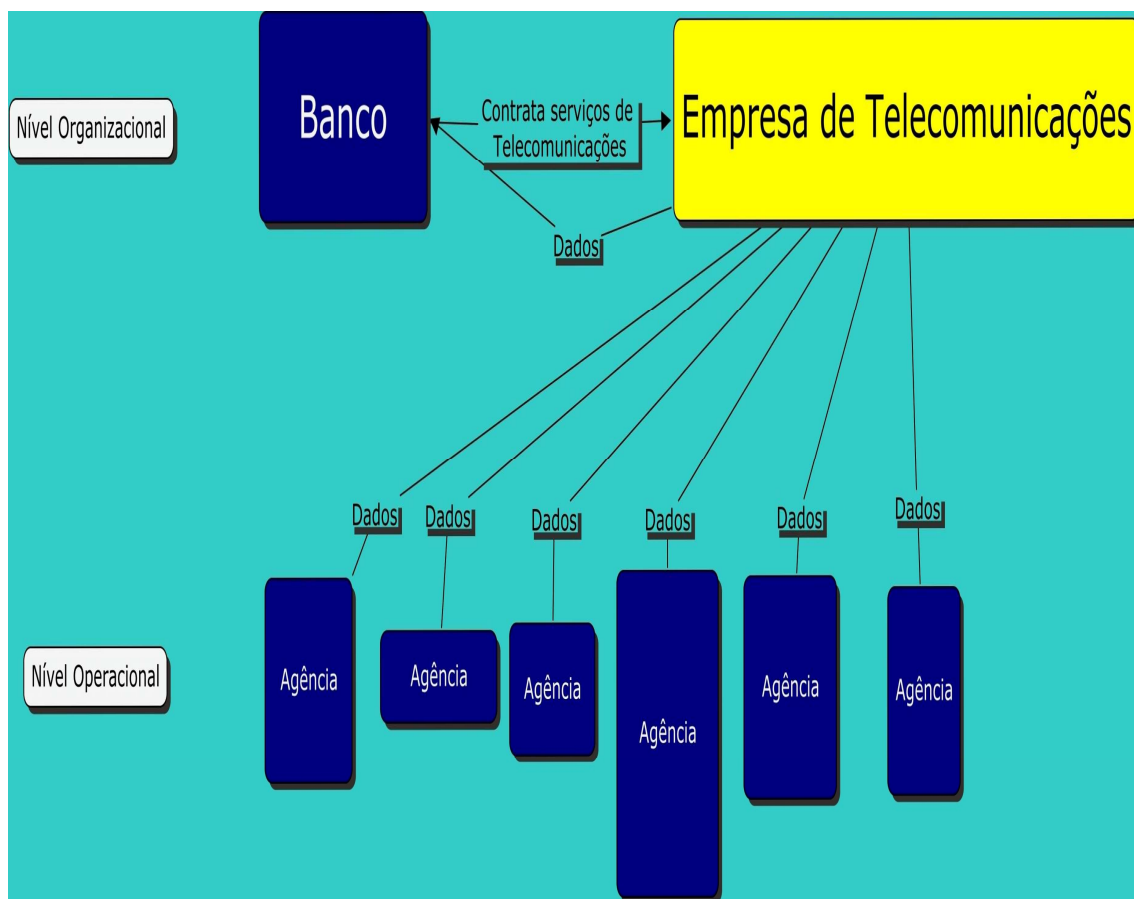 Nível Organizacional
Banco
Contrata serviços de
Telecomunicações
Empresa de Telecomunicações
Dados
Dados
Dados
Dados
Dados
Dados
Dados
Nível Operacional
Agência
Agência
Agência
Agência
Agência
Agência